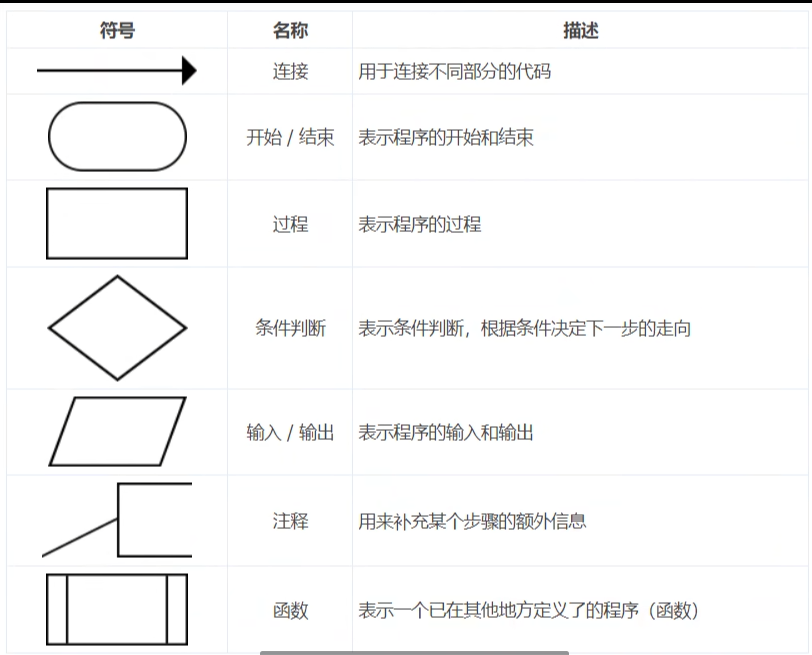 符号 名称 描述
连接 用于连接不同部分的代码
开始 / 结束 表示程序的开始和结束
过程 表示程序的过程
条件判断 表示条件判断，根据条件决定下一步的走向
输入 / 输出 表示程序的输入和输出
注释 用来补充某个步骤的额外信息
函数 表示一个已在其他地方定义了的程序（函数）